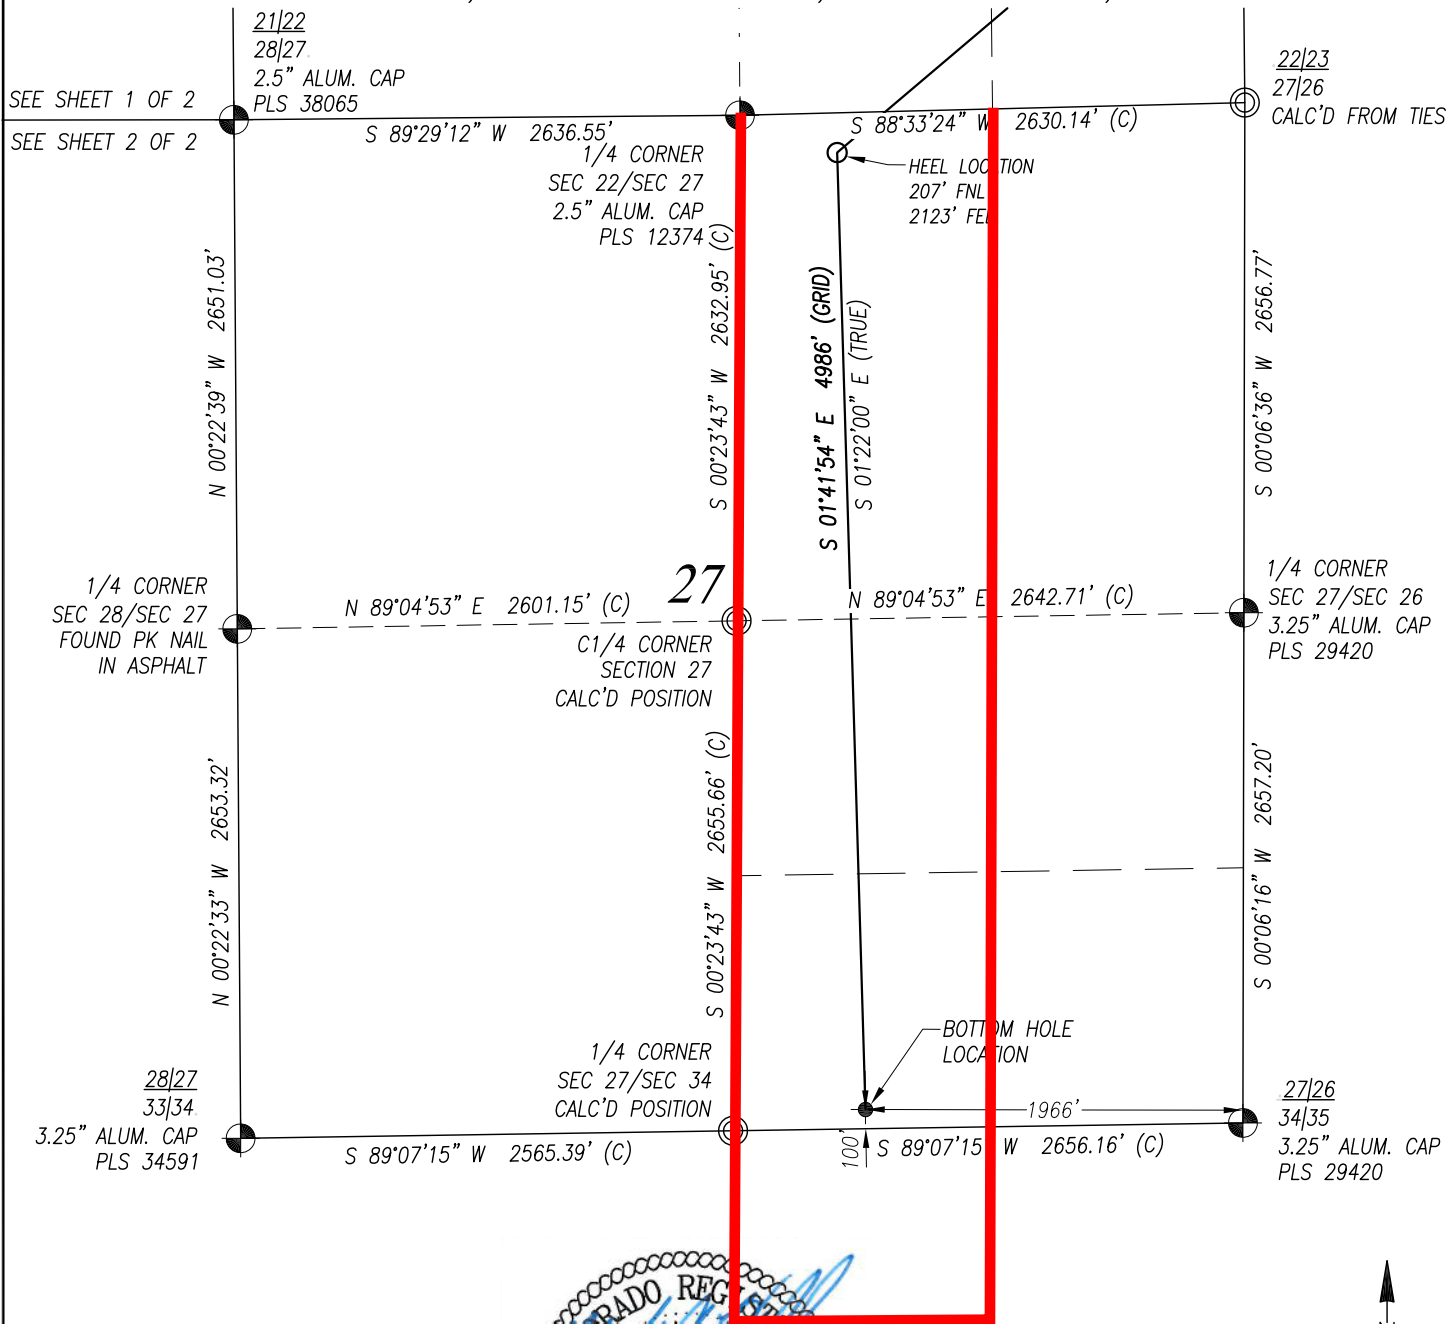 21|22
28|27
2.5" ALUM. CAP
PLS 38065
22|23
27|26
CALC'D FROM TIES
SEE SHEET 1 OF 2
SEE SHEET 2 OF 2
S 89°29'12" W 2636.55'
S 88°33'24" W 2630.14' (C)
1/4 CORNER
SEC 22/SEC 27
2.5" ALUM. CAP
PLS 12374
HEEL LOCATION
207' FNL
2123' FEL
N 00°22'39" W 2651.03'
S 00°23'43" W 2632.95' (C)
S 01°41'54" E 4986' (GRID)
S 01°22'00" E (TRUE)
S 00°06'36" W 2656.77'
27
1/4 CORNER
SEC 28/SEC 27
FOUND PK NAIL
IN ASPHALT
N 89°04'53" E 2601.15' (C)
N 89°04'53" E 2642.71' (C)
1/4 CORNER
SEC 27/SEC 26
3.25" ALUM. CAP
PLS 29420
C1/4 CORNER
SECTION 27
CALC'D POSITION
N 00°22'33" W 2653.32'
S 00°23'43" W 2655.66' (C)
S 00°06'16" W 2657.20'
BOTTOM HOLE
LOCATION
1/4 CORNER
SEC 27/SEC 34
CALC'D POSITION
28|27
33|34
3.25" ALUM. CAP
PLS 34591
1966'
100'
27|26
34|35
3.25" ALUM. CAP
PLS 29420
S 89°07'15" W 2565.39' (C)
S 89°07'15" W 2656.16' (C)